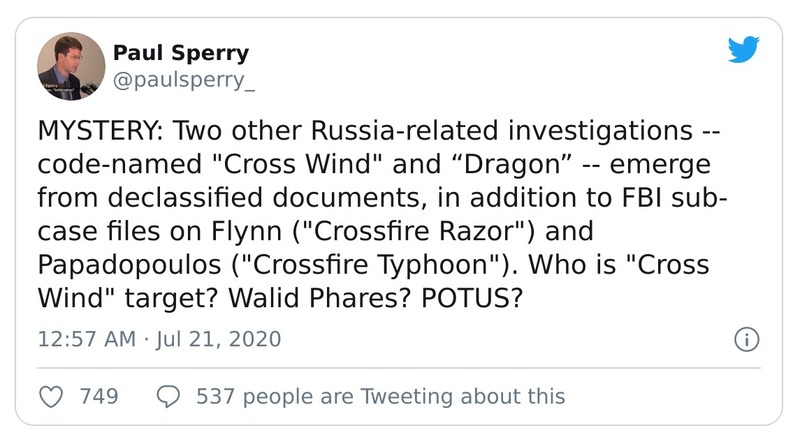 Paul Sperry
@paulsperry_
MYSTERY: Two other Russia-related investigations --
code-named "Cross Wind" and “Dragon” -- emerge
from declassified documents, in addition to FBI sub-
case files on Flynn ("Crossfire Razor") and
Papadopoulos ("Crossfire Typhoon"). Who is "Cross
Wind" target? Walid Phares? POTUS?
12:57 AM · Jul 21, 2020
749 537 people are Tweeting about this